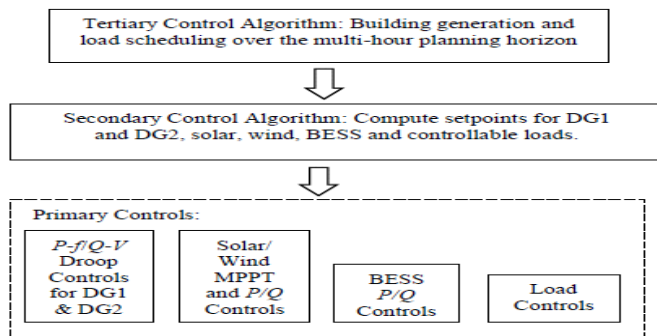 Tertiary Control Algorithm: Building generation and
load scheduling over the multi-hour planning horizon
Secondary Control Algorithm: Compute setpoints for DG1
and DG2, solar, wind, BESS and controllable loads.
Primary Controls:
P-f/Q-V
Droop
Controls
for DG1
& DG2
Solar/
Wind
MPPT
and P/Q
Controls
BESS
P/Q
Controls
Load
Controls